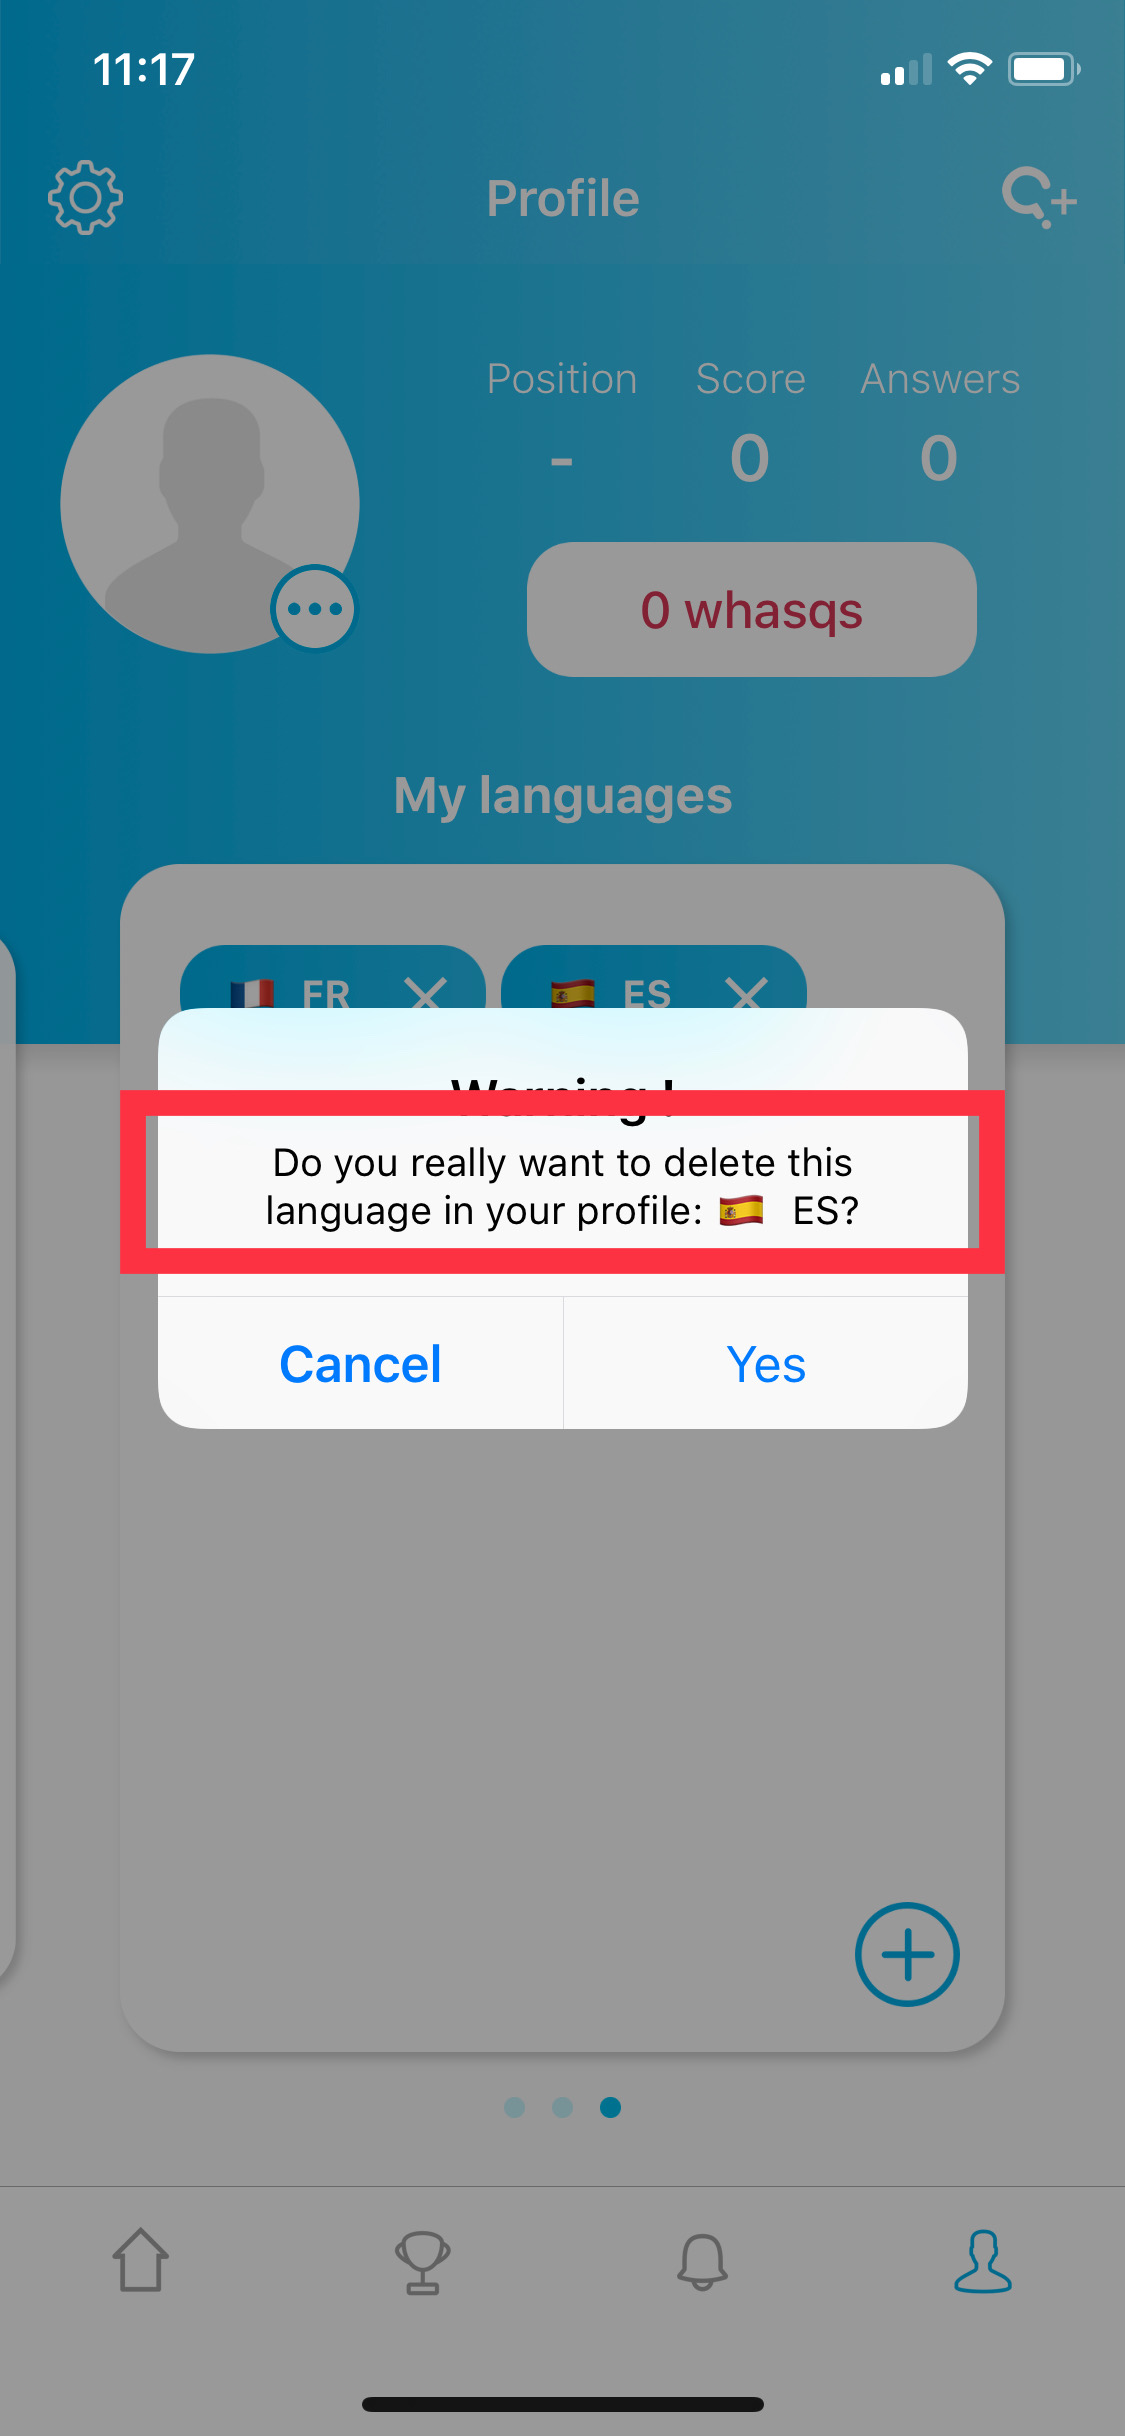 11:17
Profile
Position Score Answers
- 0 0
0 whasqs
My languages
FR ES
Warning !
Do you really want to delete this
language in your profile: 🇪🇸 ES?
Cancel Yes